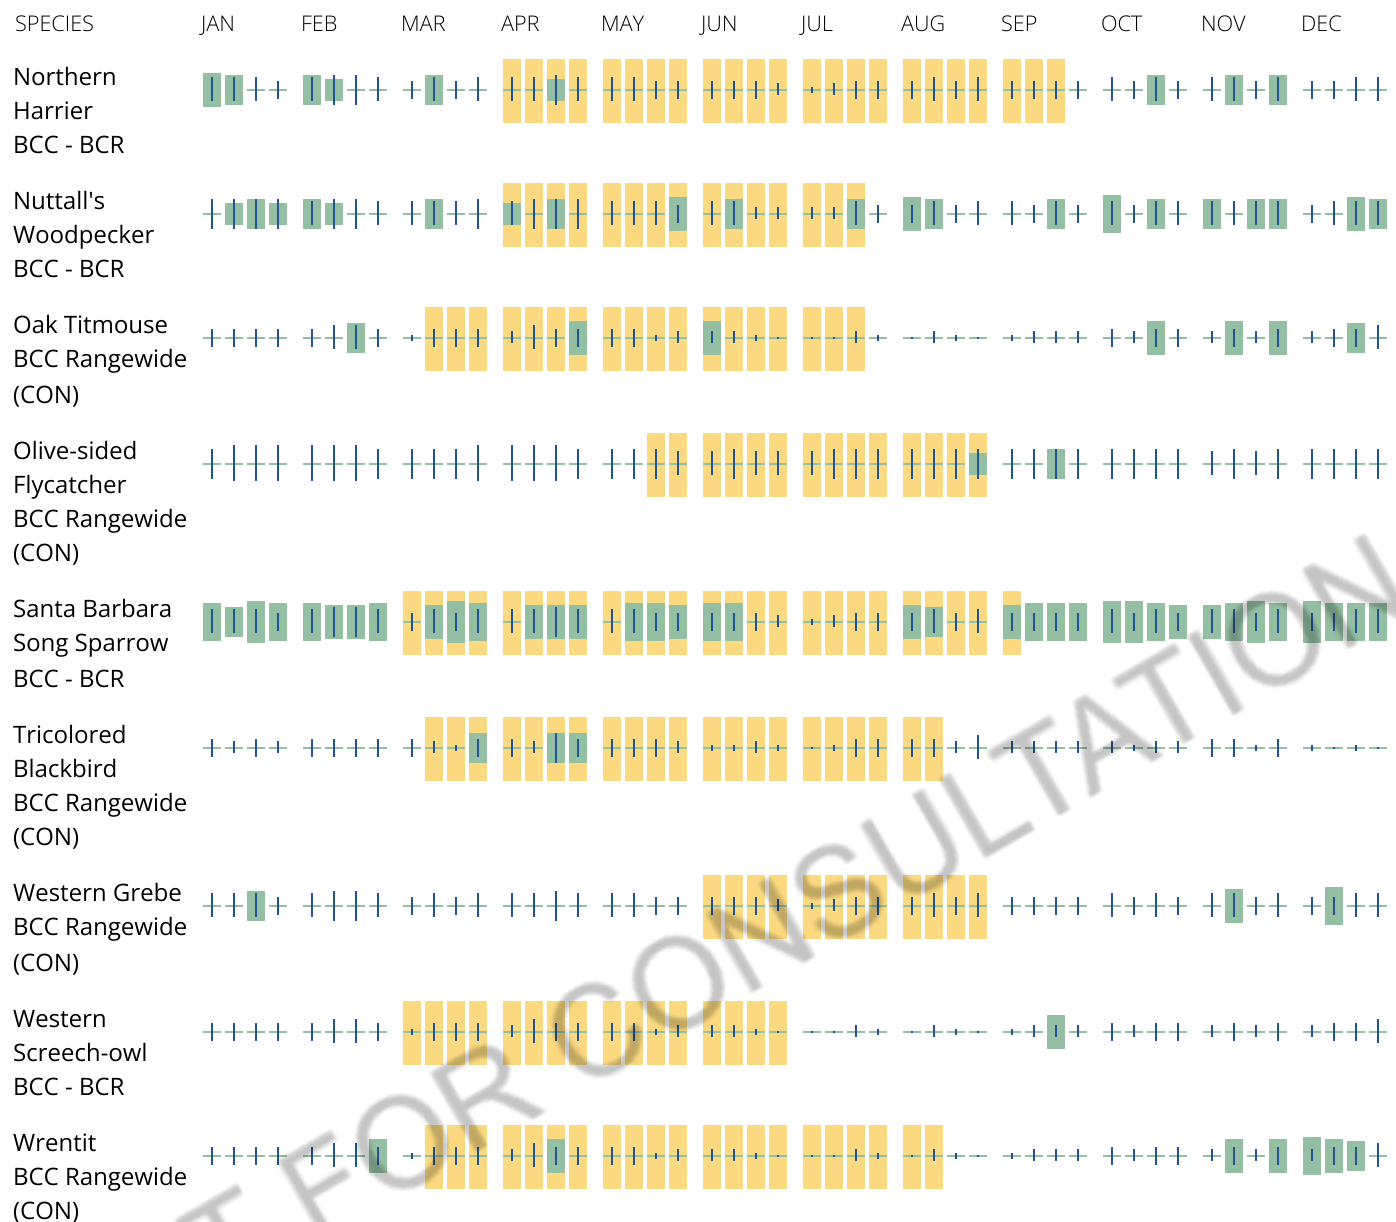 SPECIES JAN FEB MAR APR MAY JUN JUL AUG SEP OCT NOV DEC
Northern
Harrier
BCC - BCR
Nuttall's
Woodpecker
BCC - BCR
Oak Titmouse
BCC Rangewide
(CON)
Olive-sided
Flycatcher
BCC Rangewide
(CON)
Santa Barbara
Song Sparrow
BCC - BCR
Tricolored
Blackbird
BCC Rangewide
(CON)
Western Grebe
BCC Rangewide
(CON)
Western
Screech-owl
BCC - BCR
Wrentit
BCC Rangewide
(CON)
T FOR CONSULTATION